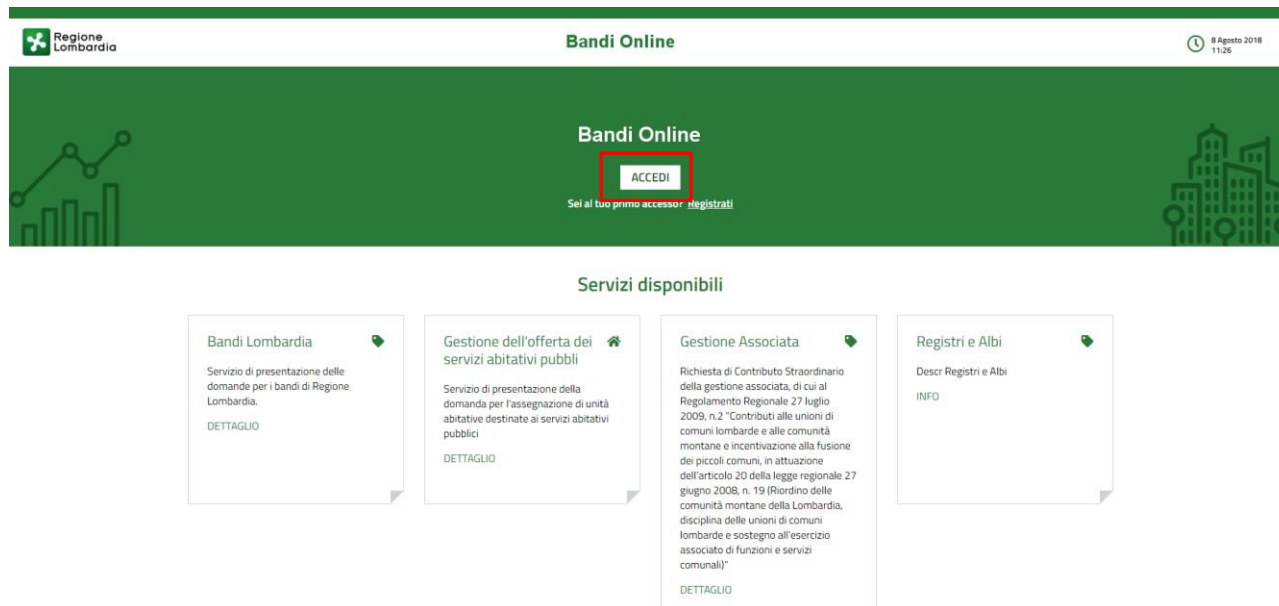 Regione
Lombardia
Bandi Online
8 Agosto 2018
11:26
Bandi Online
ACCEDI
Sei al tuo primo accesso? Registrati
Servizi disponibili
Bandi Lombardia
Servizio di presentazione delle
domande per i bandi di Regione
Lombardia.
DETTAGLIO
Gestione dell'offerta dei
servizi abitativi pubbli
Servizio di presentazione della
domanda per l'assegnazione di unità
abitative destinate ai servizi abitativi
pubblici
DETTAGLIO
Gestione Associata
Richiesta di Contributo Straordinario
della gestione associata, di cui al
Regolamento Regionale 27 luglio
2009, n.2 "Contributi alle unioni di
comuni lombarde e alle comunità
montane e incentivazione alla fusione
dei piccoli comuni, in attuazione
dell'articolo 20 della legge regionale 27
giugno 2008, n. 19 (Riordino delle
comunità montane della Lombardia,
disciplina delle unioni di comuni
lombarde e sostegno all'esercizio
associato di funzioni e servizi
comunali)"
DETTAGLIO
Registri e Albi
Descr Registri e Albi
INFO